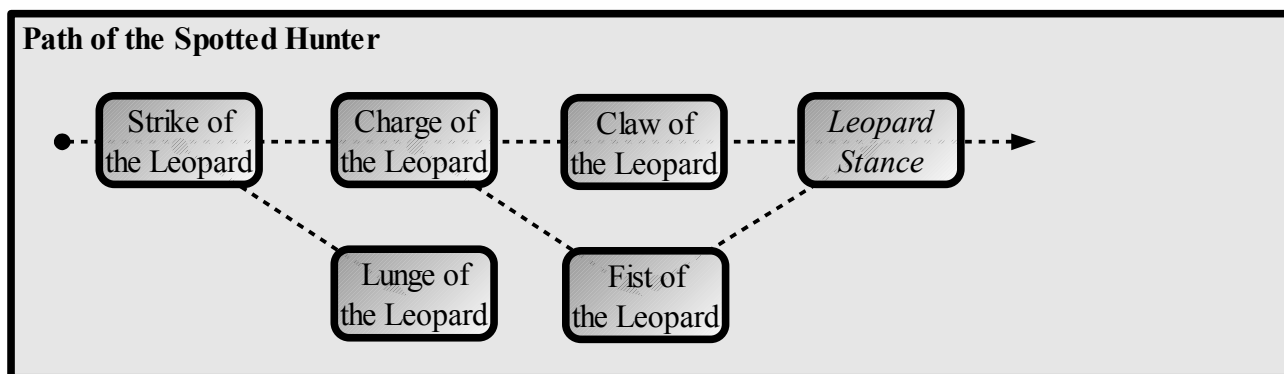 Path of the Spotted Hunter
Strike of
the Leopard
Charge of
the Leopard
Claw of
the Leopard
Leopard
Stance
Lunge of
the Leopard
Fist of
the Leopard